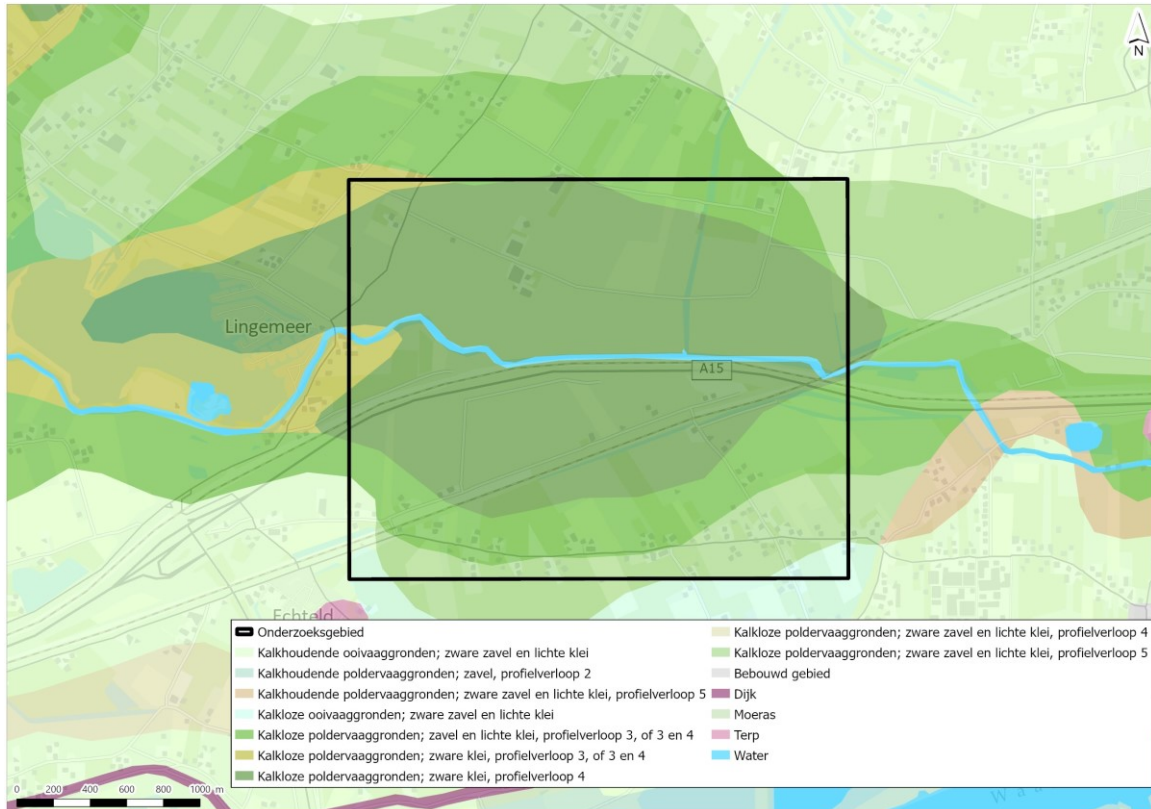 N
Lingemeer
A15
Echteld
Onderzoeksgebied
Kalkhoudende ooivaaggronden; zware zavel en lichte klei
Kalkhoudende poldervaaggronden; zavel, profielverloop 2
Kalkhoudende poldervaaggronden; zware zavel en lichte klei, profielverloop 5
Kalkloze ooivaaggronden; zware zavel en lichte klei
Kalkloze poldervaaggronden; zavel en lichte klei, profielverloop 3, of 3 en 4
Kalkloze poldervaaggronden; zware klei, profielverloop 3, of 3 en 4
Kalkloze poldervaaggronden; zware klei, profielverloop 4
Kalkloze poldervaaggronden; zware zavel en lichte klei, profielverloop 4
Kalkloze poldervaaggronden; zware zavel en lichte klei, profielverloop 5
Bebouwd gebied
Dijk
Moeras
Terp
Water
0 200 400 600 800 1000 m